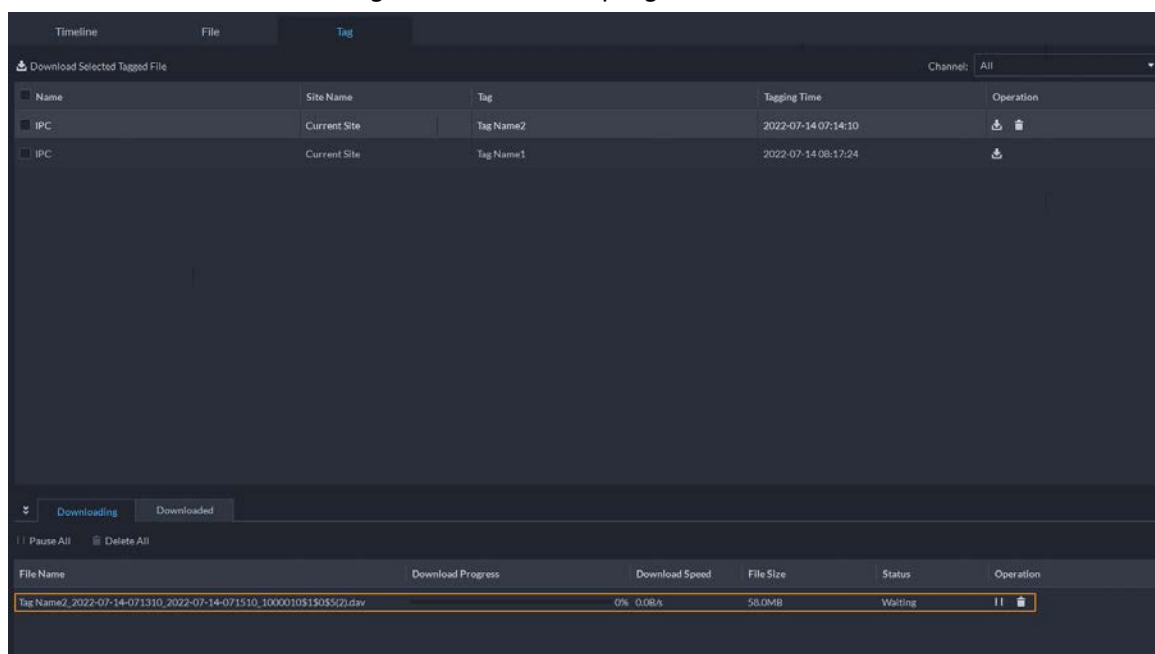 Timeline File Tag
Download Selected Tagged File Channel: All
Name Site Name Tag Tagging Time Operation
IPC Current Site Tag Name2 2022-07-14 07:14:10
IPC Current Site Tag Name1 2022-07-14 08:17:24
Downloading Downloaded
Pause All Delete All
File Name Download Progress Download Speed File Size Status Operation
Tag Name2_2022-07-14-071310_2022-07-14-071510_1000010$1$0$5(2).dav 0% 0.0B/s 58.0MB Waiting